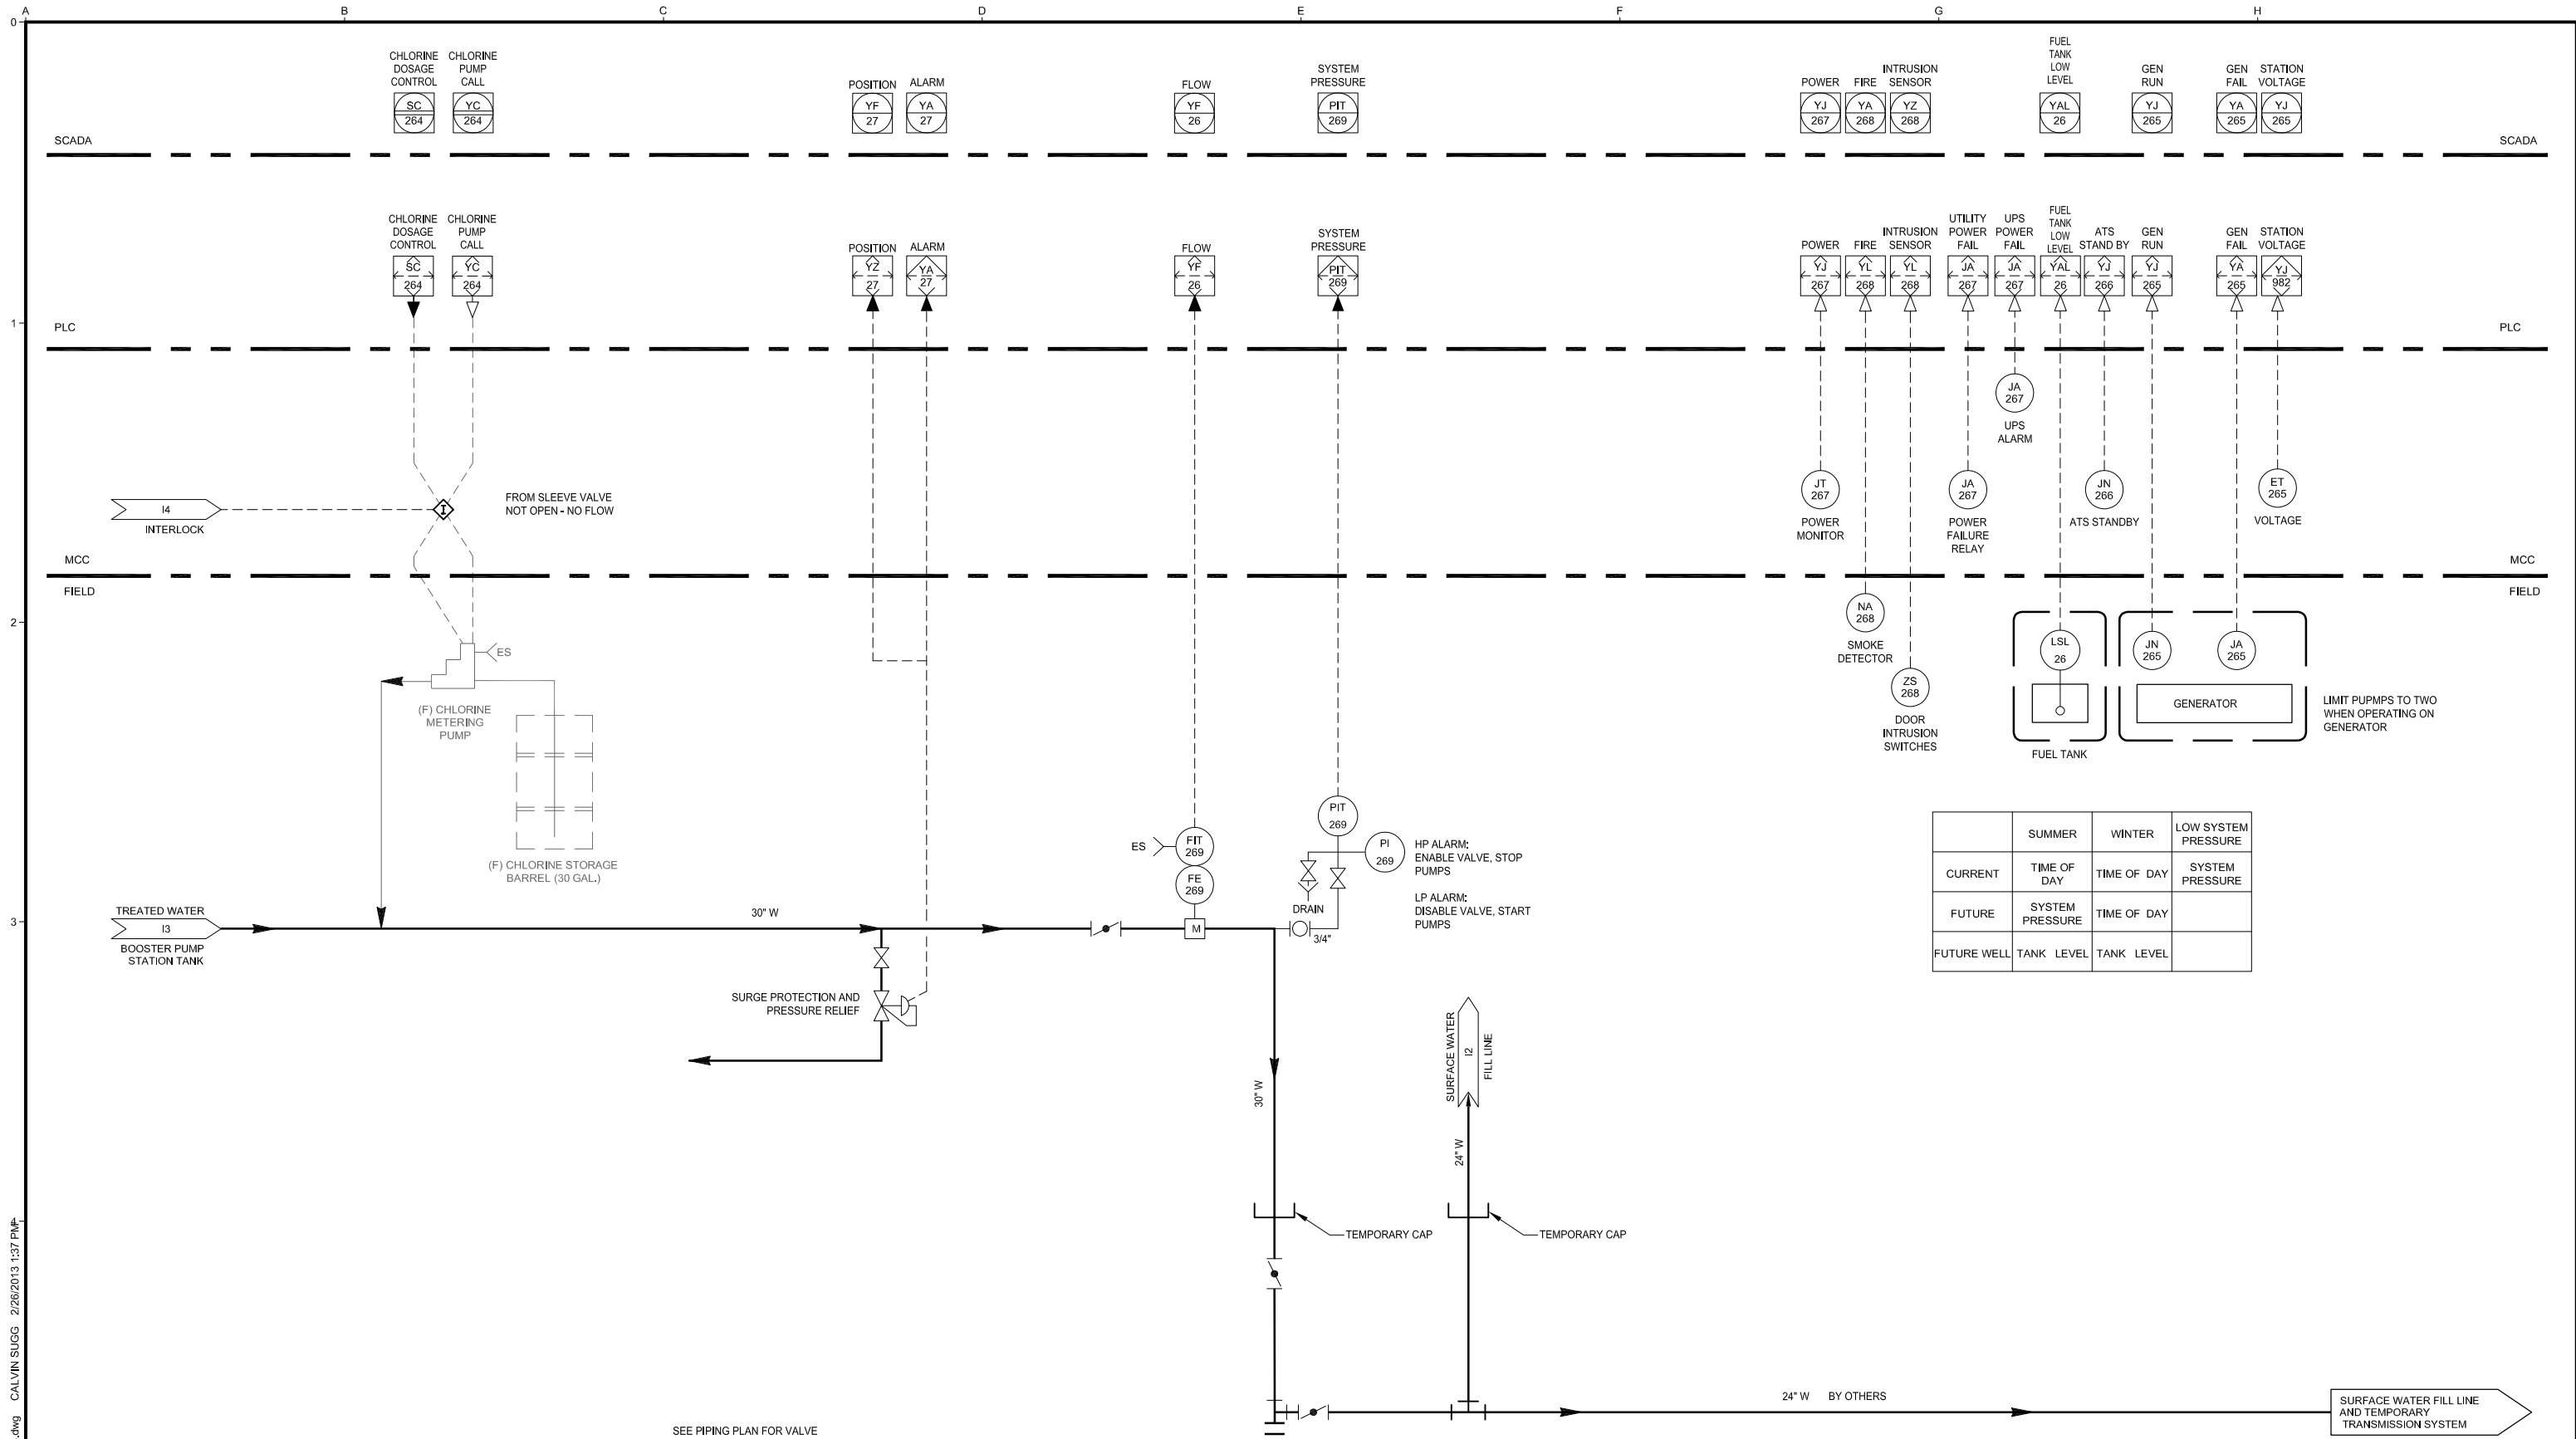 A B C D E F G H
0
1
2
3
4
CHLORINE
DOSAGE
CONTROL
SC
264
CHLORINE
PUMP
CALL
YC
264
POSITION
YF
27
ALARM
YA
27
FLOW
YF
26
SYSTEM
PRESSURE
PIT
269
POWER
YJ
267
FIRE
YA
268
INTRUSION
SENSOR
YZ
268
FUEL
TANK
LOW
LEVEL
YAL
26
GEN
RUN
YJ
265
GEN
FAIL
YA
265
STATION
VOLTAGE
YJ
265
SCADA
SCADA
CHLORINE
DOSAGE
CONTROL
SC
264
CHLORINE
PUMP
CALL
YC
264
POSITION
YZ
27
ALARM
YA
27
FLOW
YF
26
SYSTEM
PRESSURE
PIT
269
POWER
YJ
267
FIRE
YL
268
INTRUSION
SENSOR
YL
268
UTILITY
POWER
FAIL
JA
267
UPS
POWER
FAIL
JA
267
FUEL
TANK
LOW
LEVEL
YAL
26
ATS
STAND BY
YJ
266
GEN
RUN
YJ
265
GEN
FAIL
YA
265
STATION
VOLTAGE
YJ
982
PLC
PLC
JA
267
UPS
ALARM
I4
INTERLOCK
I
FROM SLEEVE VALVE
NOT OPEN - NO FLOW
JT
267
POWER
MONITOR
JA
267
POWER
FAILURE
RELAY
JN
266
ATS STANDBY
ET
265
VOLTAGE
MCC
MCC
FIELD
FIELD
ES
(F) CHLORINE
METERING
PUMP
(F) CHLORINE STORAGE
BARREL (30 GAL.)
NA
268
SMOKE
DETECTOR
ZS
268
DOOR
INTRUSION
SWITCHES
LSL
26
FUEL TANK
JN
265
JA
265
GENERATOR
LIMIT PUPMPS TO TWO
WHEN OPERATING ON
GENERATOR
ES
FIT
269
FE
269
M
PIT
269
PI
269
HP ALARM:
ENABLE VALVE, STOP
PUMPS
LP ALARM:
DISABLE VALVE, START
PUMPS
DRAIN
3/4"
SUMMER WINTER LOW SYSTEM
PRESSURE
CURRENT TIME OF
DAY TIME OF DAY SYSTEM
PRESSURE
FUTURE SYSTEM
PRESSURE TIME OF DAY
FUTURE WELL TANK LEVEL TANK LEVEL
TREATED WATER
I3
BOOSTER PUMP
STATION TANK
30" W
SURGE PROTECTION AND
PRESSURE RELIEF
30" W
SURFACE WATER
I2
FILL LINE
24" W
TEMPORARY CAP
TEMPORARY CAP
24" W BY OTHERS
SURFACE WATER FILL LINE
AND TEMPORARY
TRANSMISSION SYSTEM
SEE PIPING PLAN FOR VALVE
.dwg CALVIN SUGG 2/26/2013 1:37 PM